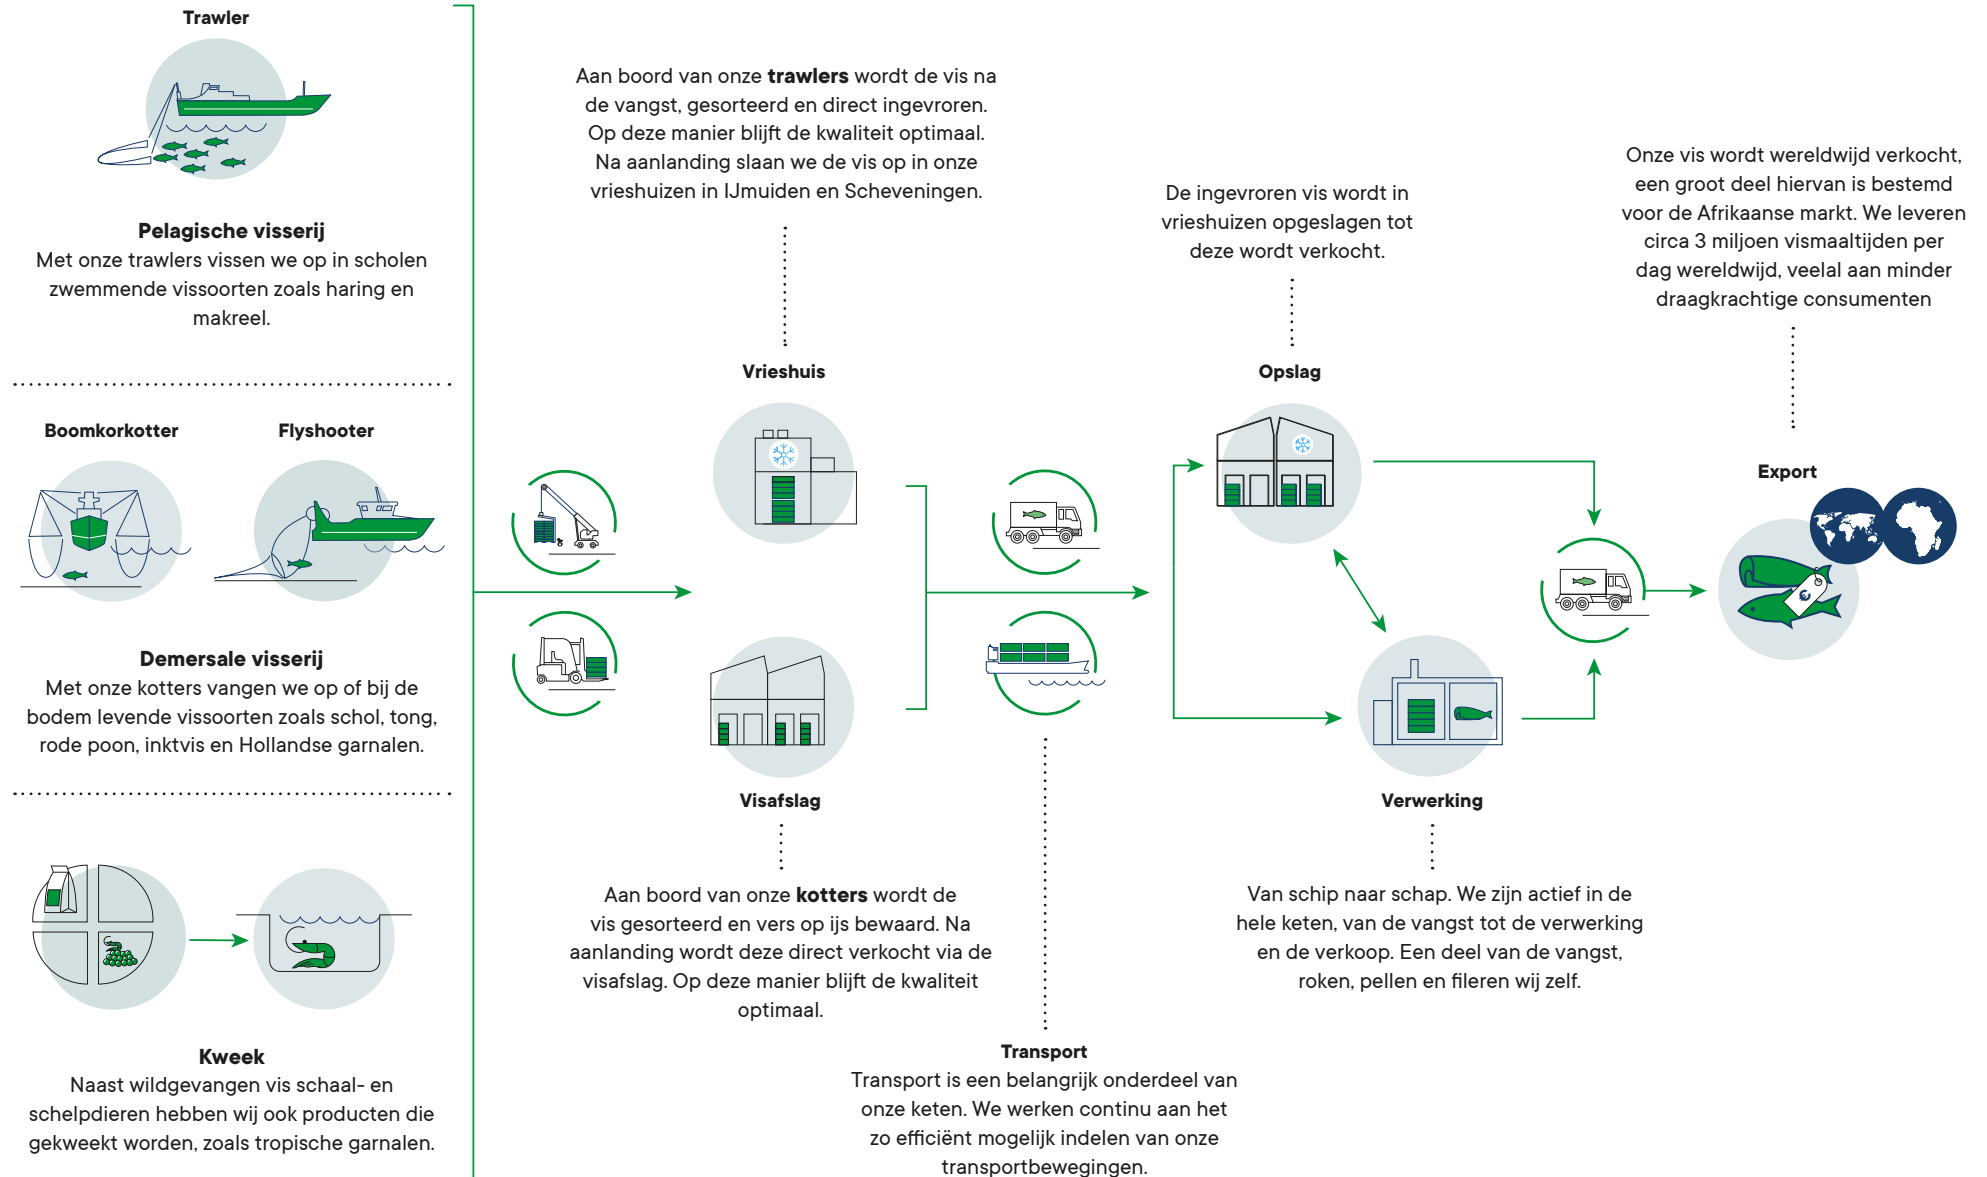 Trawler
Pelagische visserij
Met onze trawlers vissen we op in scholen
zwemmende vissoorten zoals haring en
makreel.
Boomkorkotter
Flyshooter
Demersale visserij
Met onze kotters vangen we op of bij de
bodem levende vissoorten zoals schol, tong,
rode poon, inktvis en Hollandse garnalen.
Kweek
Naast wildgevangen vis schaal- en
schelpdieren hebben wij ook producten die
gekweekt worden, zoals tropische garnalen.
Aan boord van onze trawlers wordt de vis na
de vangst, gesorteerd en direct ingevroren.
Op deze manier blijft de kwaliteit optimaal.
Na aanlanding slaan we de vis op in onze
vrieshuizen in IJmuiden en Scheveningen.
Vrieshuis
Visafslag
Aan boord van onze kotters wordt de
vis gesorteerd en vers op ijs bewaard. Na
aanlanding wordt deze direct verkocht via de
visafslag. Op deze manier blijft de kwaliteit
optimaal.
Transport
Transport is een belangrijk onderdeel van
onze keten. We werken continu aan het
zo efficiënt mogelijk indelen van onze
transportbewegingen.
De ingevroren vis wordt in
vrieshuizen opgeslagen tot
deze wordt verkocht.
Opslag
Verwerking
Van schip naar schap. We zijn actief in de
hele keten, van de vangst tot de verwerking
en de verkoop. Een deel van de vangst,
roken, pellen en fileren wij zelf.
Onze vis wordt wereldwijd verkocht,
een groot deel hiervan is bestemd
voor de Afrikaanse markt. We leveren
circa 3 miljoen vismaaltijden per
dag wereldwijd, veelal aan minder
draagkrachtige consumenten
Export
€